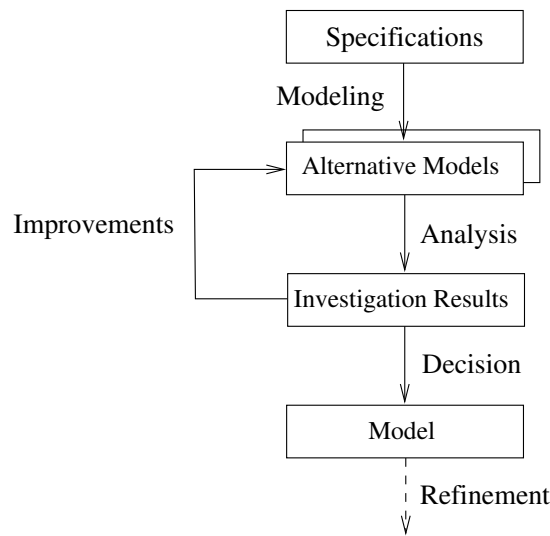 Specifications
Modeling
Alternative Models
Improvements
Analysis
Investigation Results
Decision
Model
Refinement